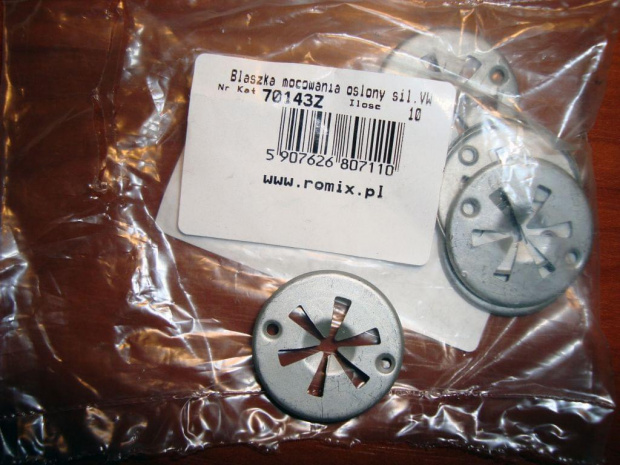 Blaszka mocowania oslony sil.VW
Nr Kat 70143Z Ilosc 10
5 907626 807110
www.romix.pl